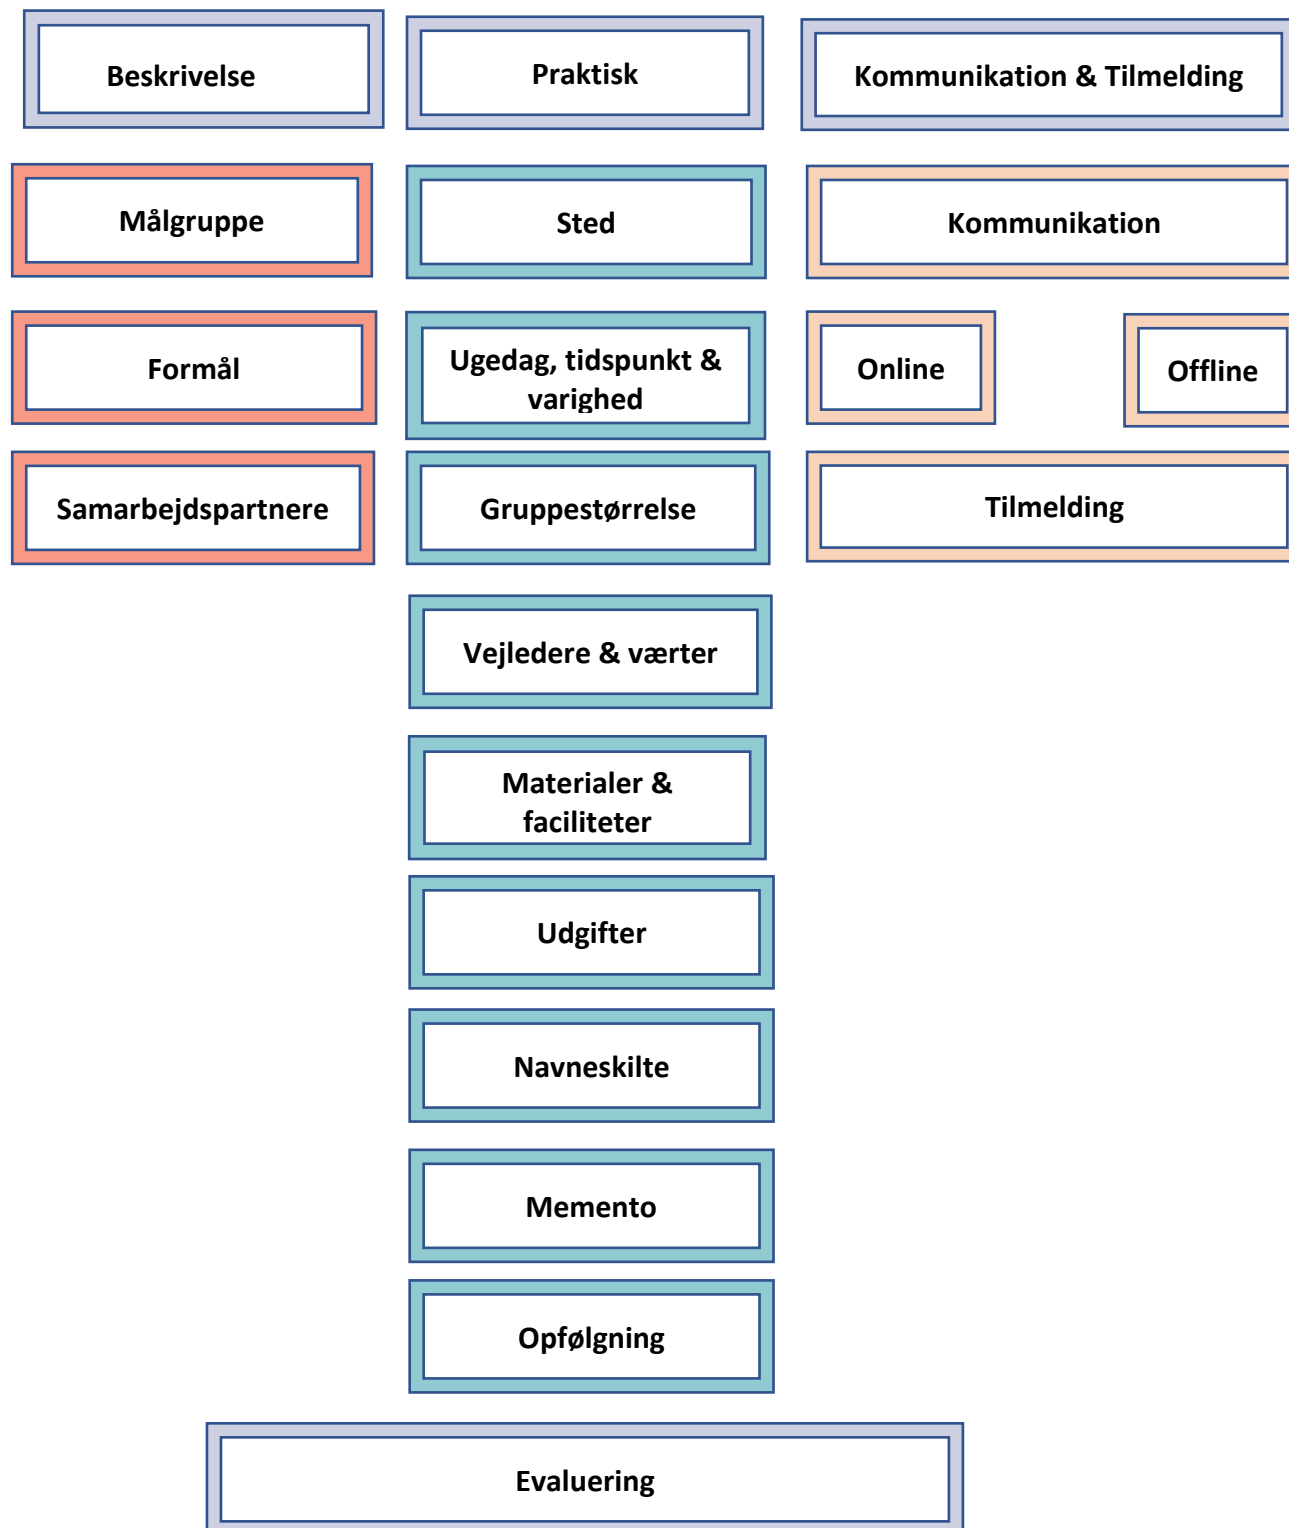 Beskrivelse
Praktisk
Kommunikation & Tilmelding
Målgruppe
Sted
Kommunikation
Formål
Ugedag, tidspunkt &
varighed
Online
Offline
Samarbejdspartnere
Gruppestørrelse
Tilmelding
Vejledere & værter
Materialer &
faciliteter
Udgifter
Navneskilte
Memento
Opfølgning
Evaluering